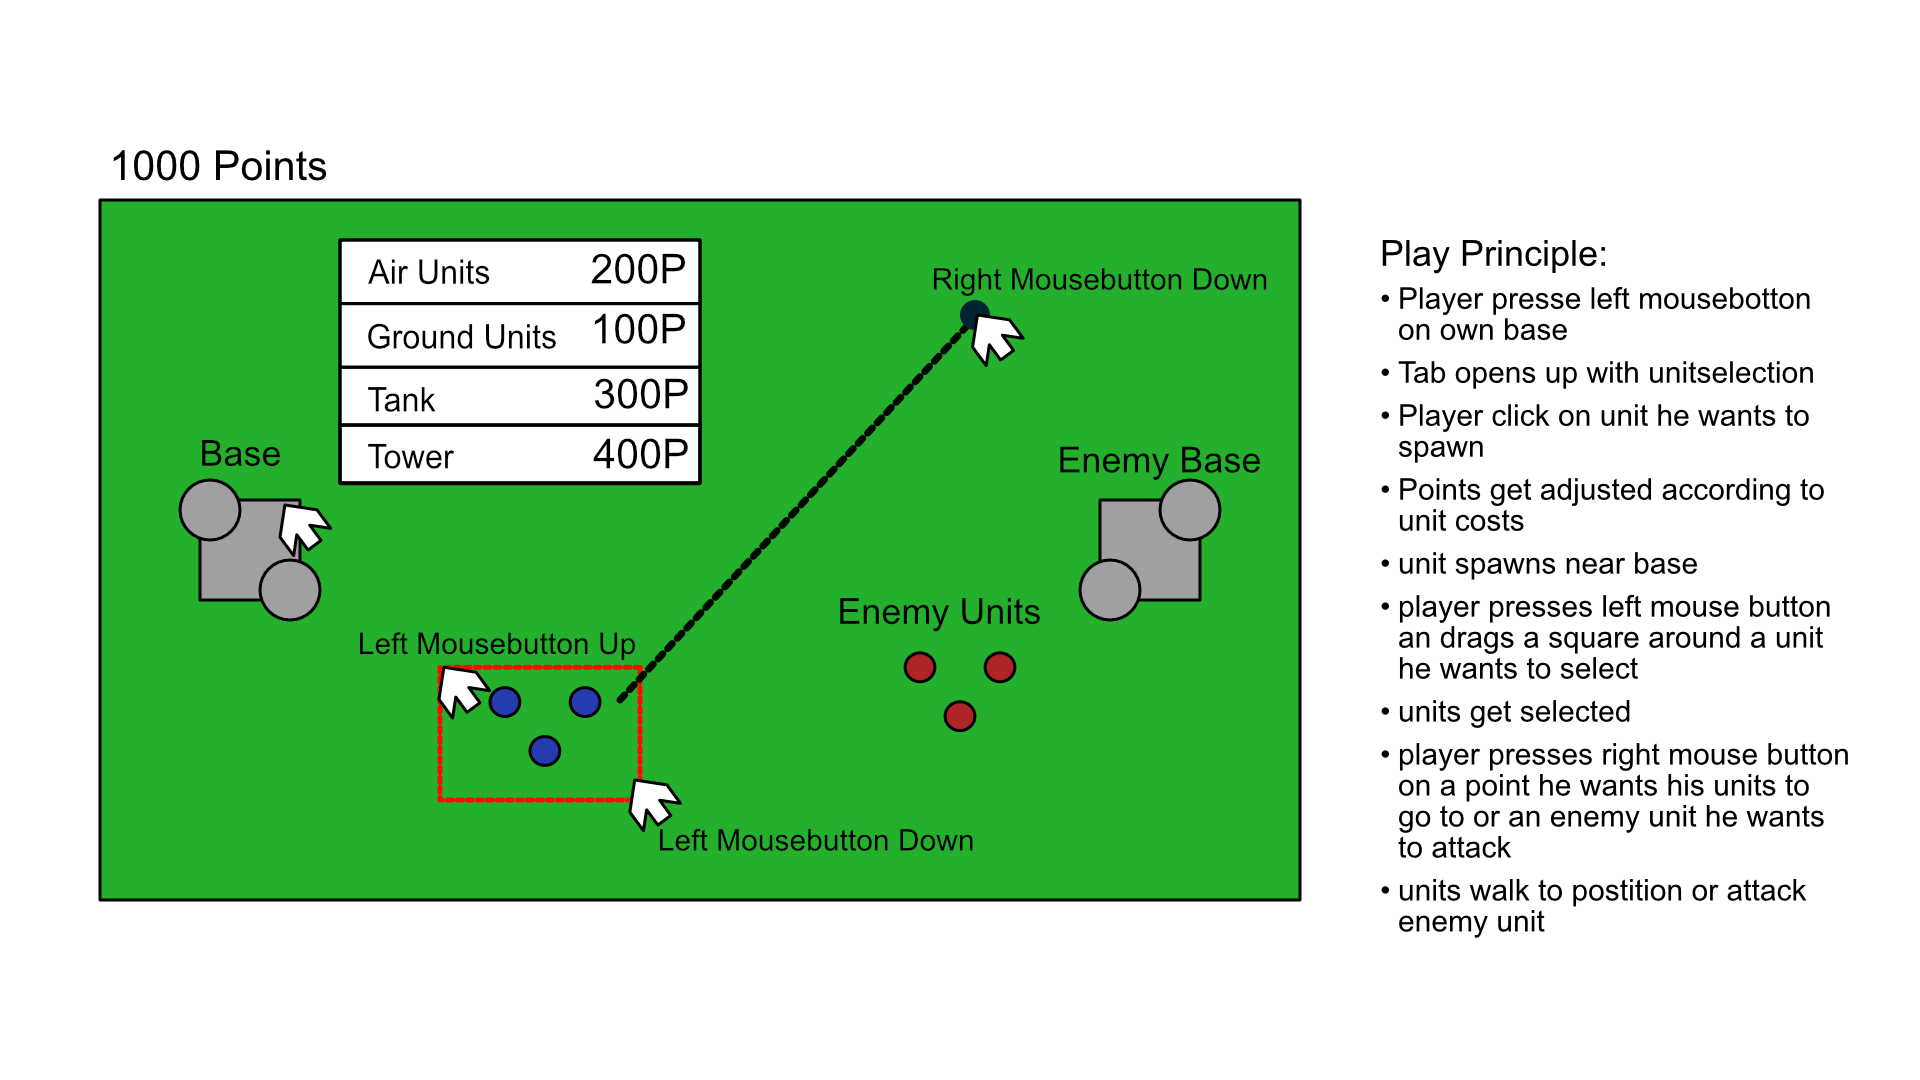 1000 Points
Air Units 200P
Ground Units 100P
Tank 300P
Tower 400P
Right Mousebutton Down
Base
Enemy Base
Enemy Units
Left Mousebutton Up
Left Mousebutton Down
Play Principle:
• Player presse left mousebotton
on own base
• Tab opens up with unitselection
• Player click on unit he wants to
spawn
• Points get adjusted according to
unit costs
• unit spawns near base
• player presses left mouse button
an drags a square around a unit
he wants to select
• units get selected
• player presses right mouse button
on a point he wants his units to
go to or an enemy unit he wants
to attack
• units walk to postition or attack
enemy unit